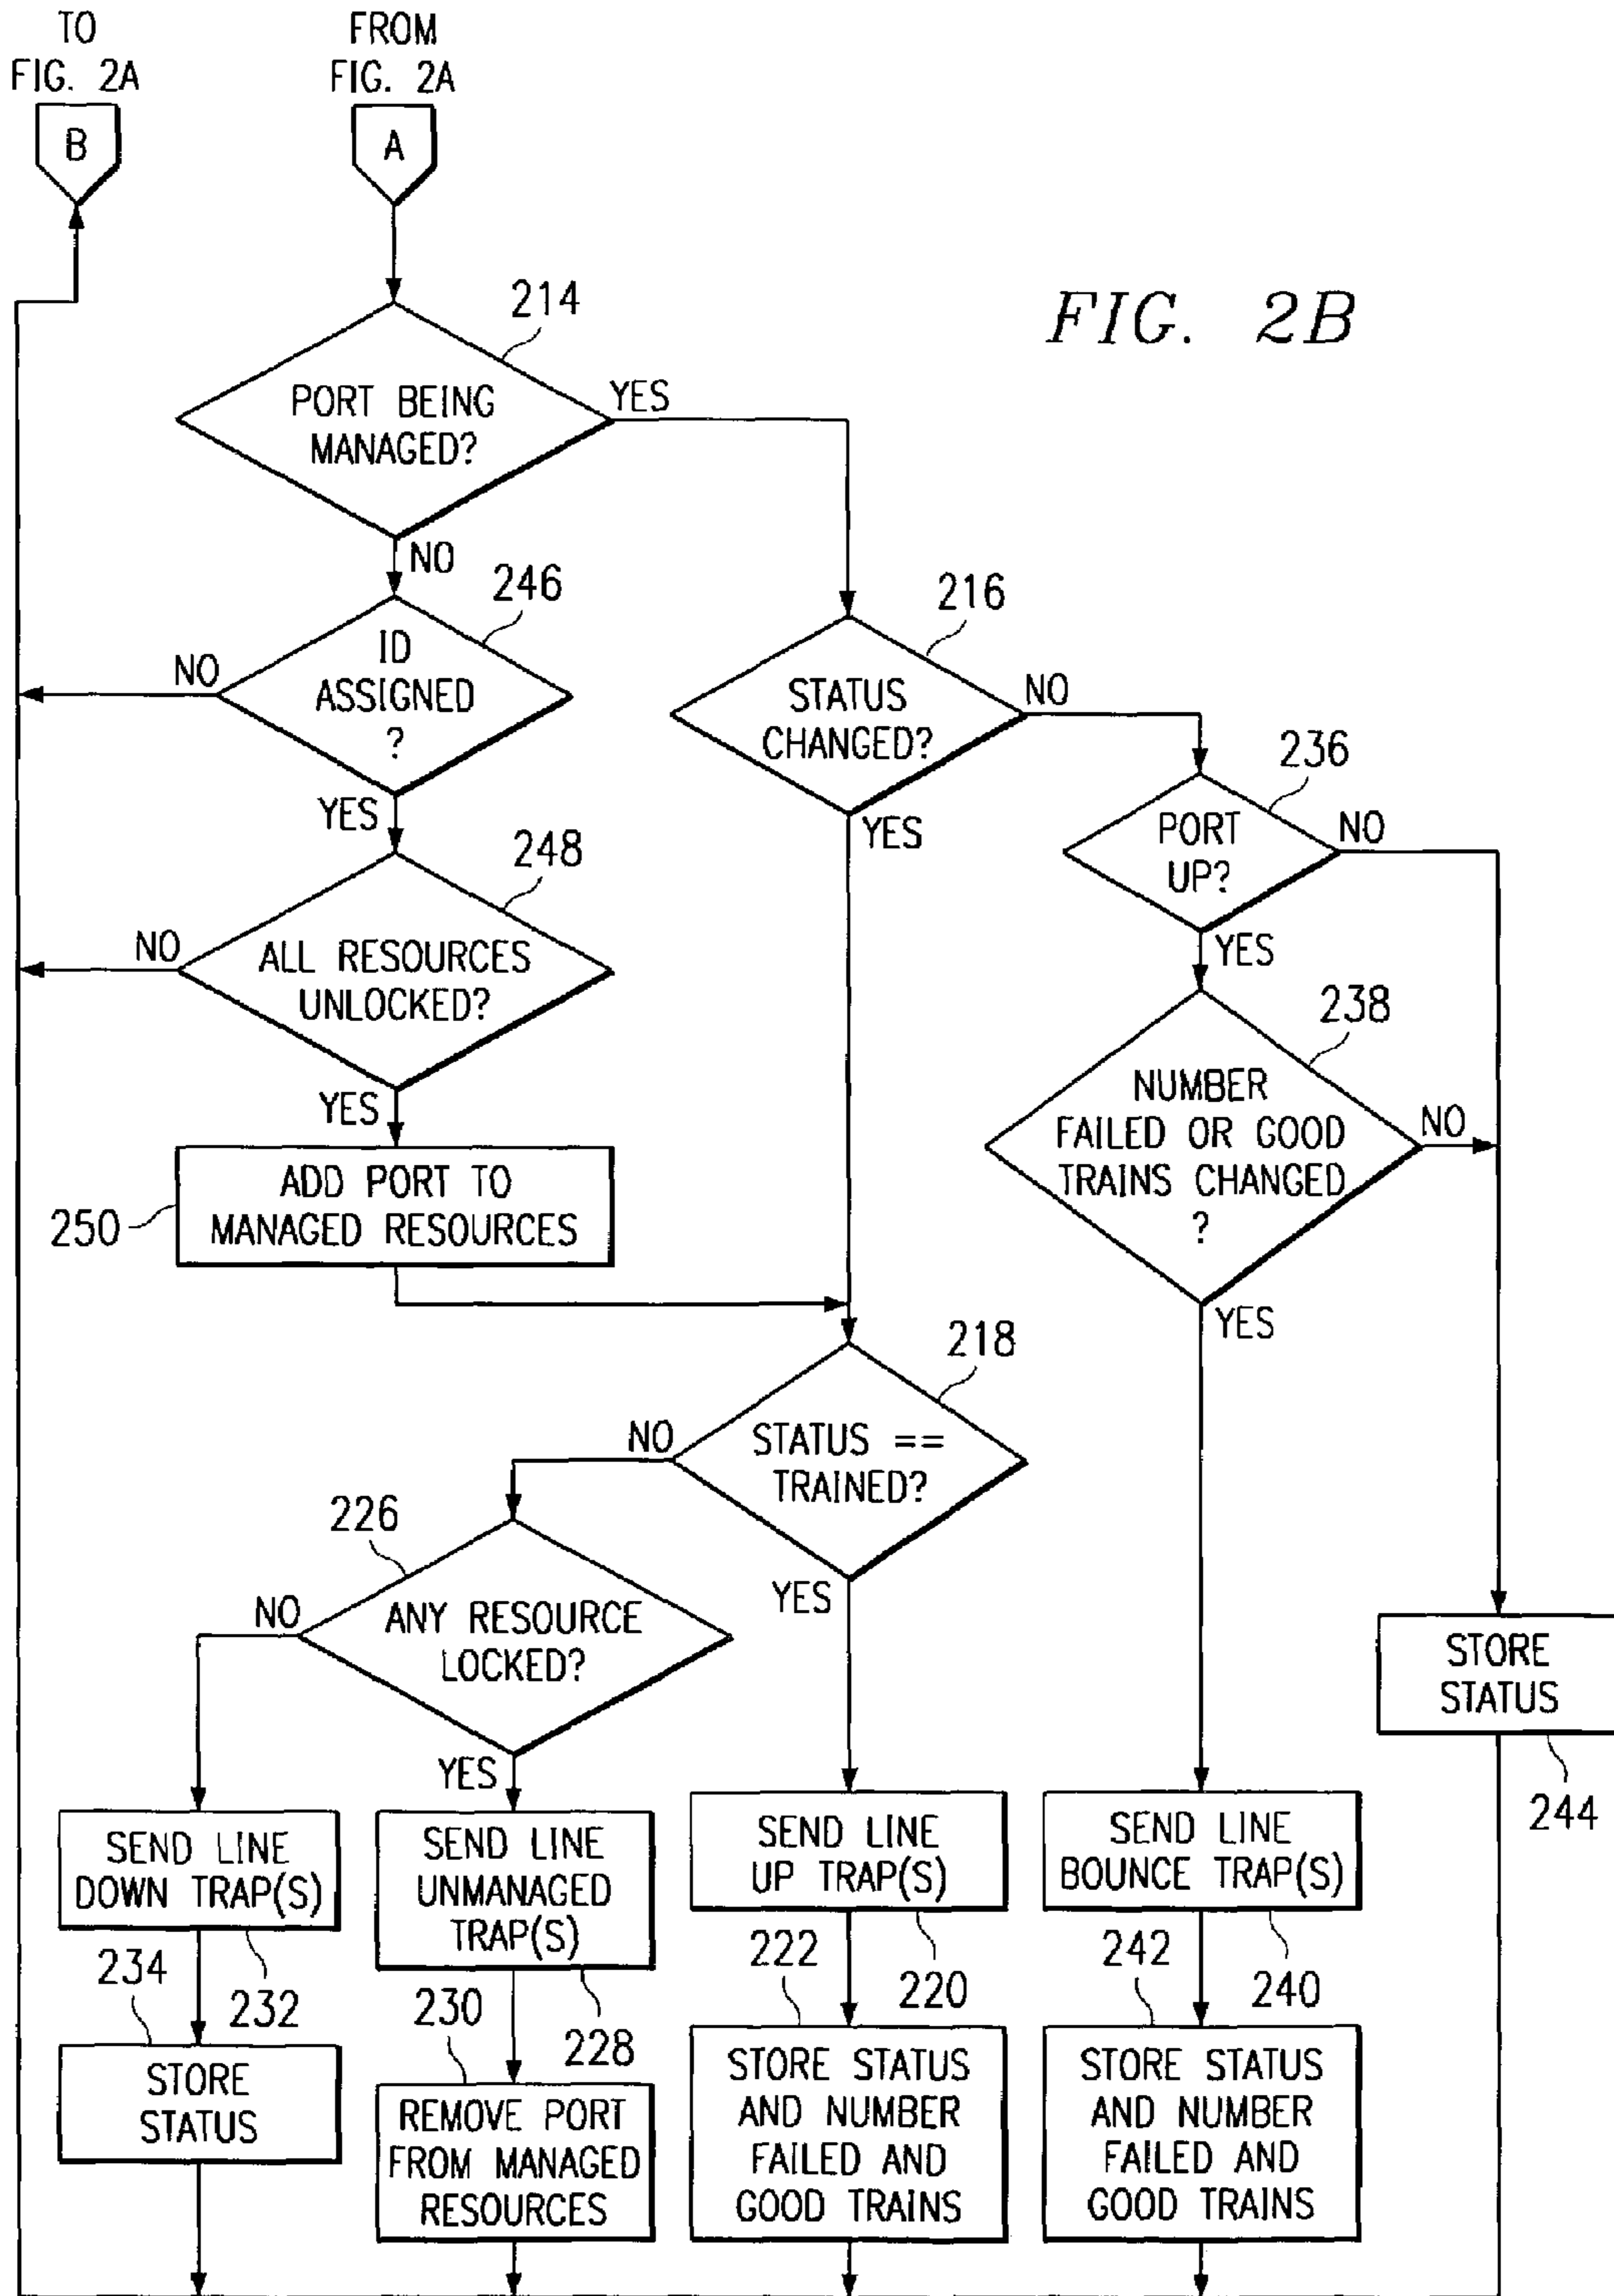 TO
FIG. 2A
B
FROM
FIG. 2A
A
FIG. 2B
214
PORT BEING
MANAGED?
YES
NO
246
ID
ASSIGNED
?
NO
YES
216
STATUS
CHANGED?
NO
YES
236
PORT
UP?
NO
YES
248
ALL RESOURCES
UNLOCKED?
NO
YES
238
NUMBER
FAILED OR GOOD
TRAINS CHANGED
?
NO
YES
250
ADD PORT TO
MANAGED RESOURCES
218
STATUS ==
TRAINED?
NO
YES
226
ANY RESOURCE
LOCKED?
NO
YES
STORE
STATUS
244
SEND LINE
DOWN TRAP(S)
232
SEND LINE
UNMANAGED
TRAP(S)
228
SEND LINE
UP TRAP(S)
220
SEND LINE
BOUNCE TRAP(S)
240
234
STORE
STATUS
230
REMOVE PORT
FROM MANAGED
RESOURCES
222
STORE STATUS
AND NUMBER
FAILED AND
GOOD TRAINS
242
STORE STATUS
AND NUMBER
FAILED AND
GOOD TRAINS